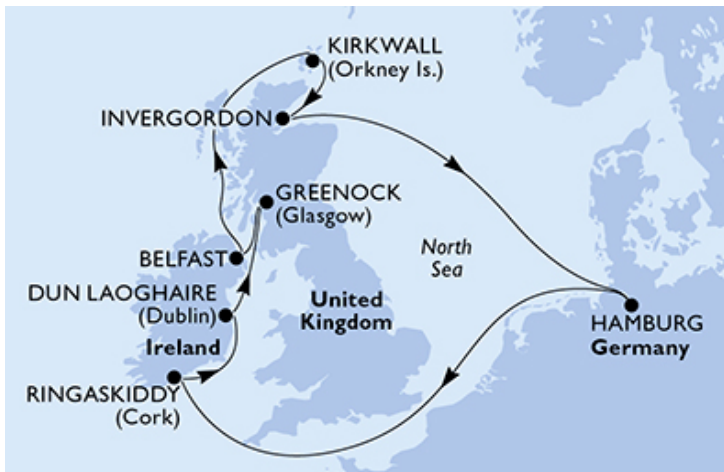 KIRKWALL
(Orkney Is.)
INVERGORDON
GREENOCK
(Glasgow)
BELFAST
North
Sea
DUN LAOGHAIRE
(Dublin)
United
Kingdom
HAMBURG
Germany
Ireland
RINGASKIDDY
(Cork)